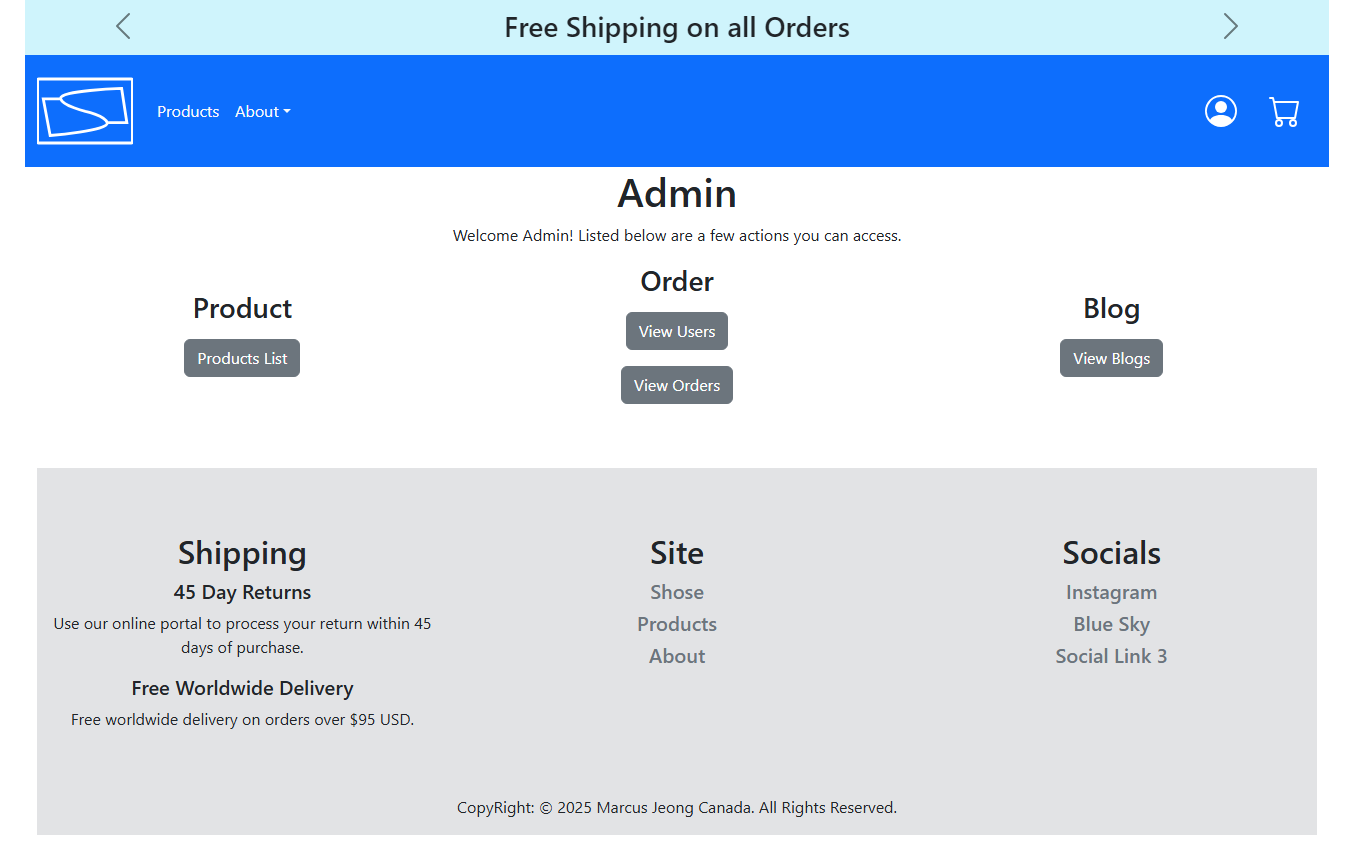 Free Shipping on all Orders
Products About
Admin
Welcome Admin! Listed below are a few actions you can access.
Product
Products List
Order
View Users
View Orders
Blog
View Blogs
Shipping
45 Day Returns
Use our online portal to process your return within 45
days of purchase.
Free Worldwide Delivery
Free worldwide delivery on orders over $95 USD.
Site
Shose
Products
About
Socials
Instagram
Blue Sky
Social Link 3
CopyRight: © 2025 Marcus Jeong Canada. All Rights Reserved.